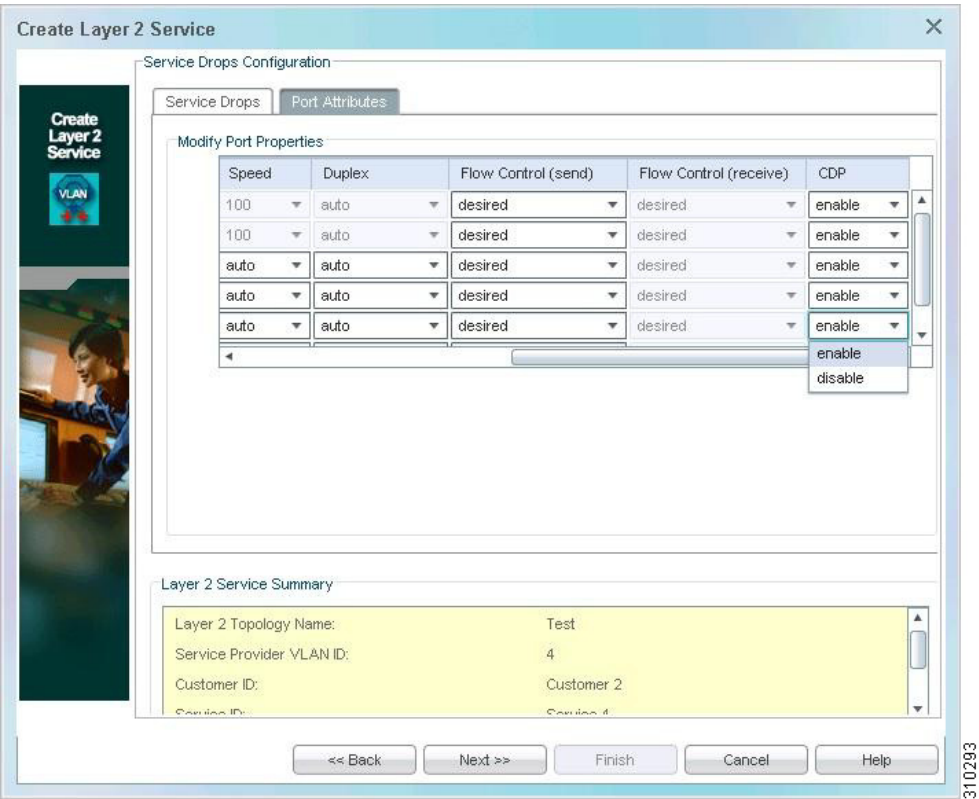 Create Layer 2 Service
Service Drops Configuration
Create
Layer 2
Service
VLAN
Service Drops Port Attributes
Modify Port Properties
Speed Duplex Flow Control (send) Flow Control (receive) CDP
100 auto desired desired enable
100 auto desired desired enable
auto auto desired desired enable
auto auto desired desired enable
auto auto desired desired enable
enable
disable
Layer 2 Service Summary
Layer 2 Topology Name: Test
Service Provider VLAN ID: 4
Customer ID: Customer 2
Service ID: Service 4
<< Back Next >> Finish Cancel Help
310293